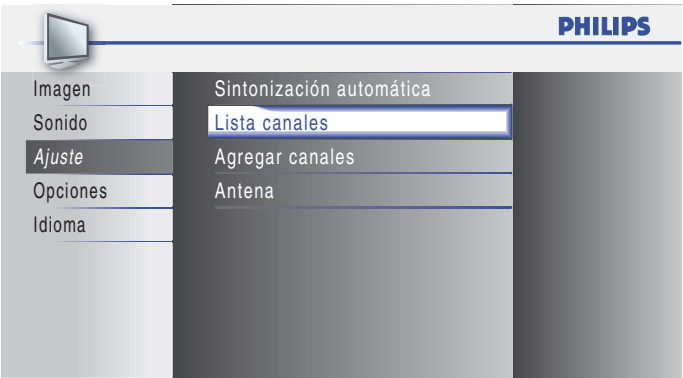 PHILIPS
Imagen
Sonido
Ajuste
Opciones
Idioma
Sintonización automática
Lista canales
Agregar canales
Antena